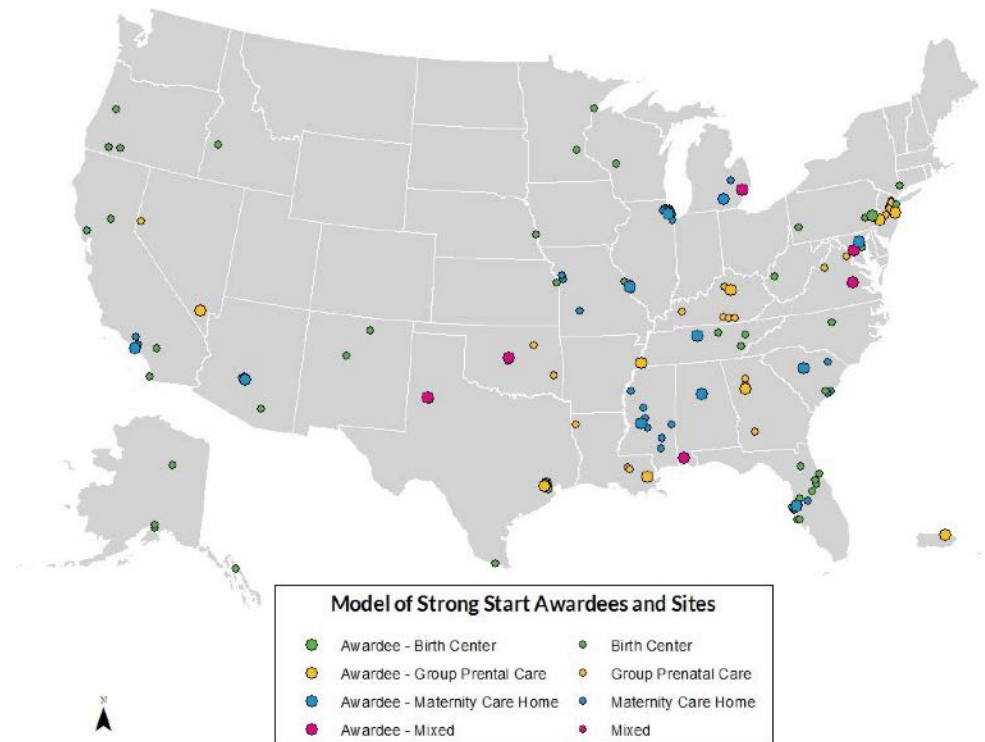 Model of Strong Start Awardees and Sites
Awardee - Birth Center Birth Center
Awardee - Group Prental Care Group Prenatal Care
Awardee - Maternity Care Home Maternity Care Home
Awardee - Mixed Mixed
N